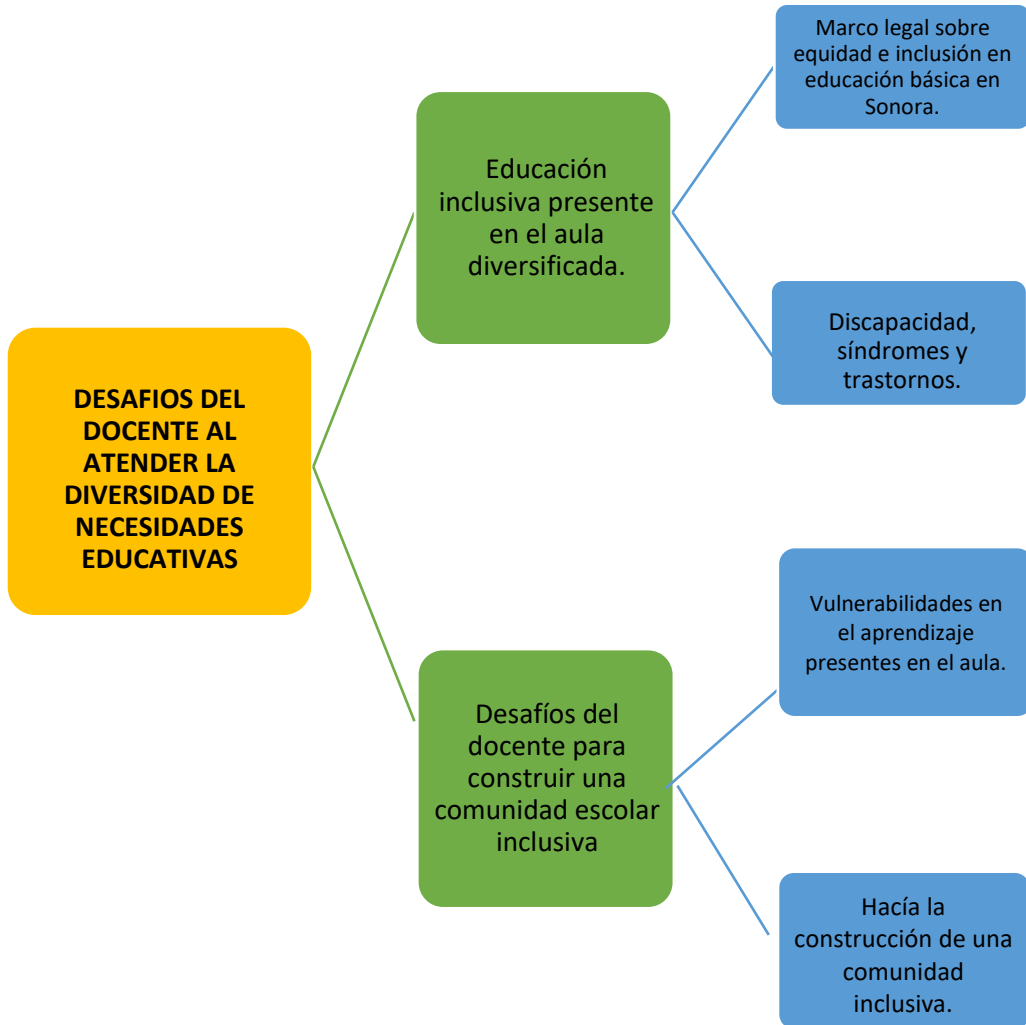 DESAFIOS DEL
DOCENTE AL
ATENDER LA
DIVERSIDAD DE
NECESIDADES
EDUCATIVAS
Educación
inclusiva presente
en el aula
diversificada.
Marco legal sobre
equidad e inclusión en
educación básica en
Sonora.
Discapacidad,
síndromes y
trastornos.
Desafíos del
docente para
construir una
comunidad escolar
inclusiva
Vulnerabilidades en
el aprendizaje
presentes en el aula.
Hacía la
construcción de una
comunidad
inclusiva.